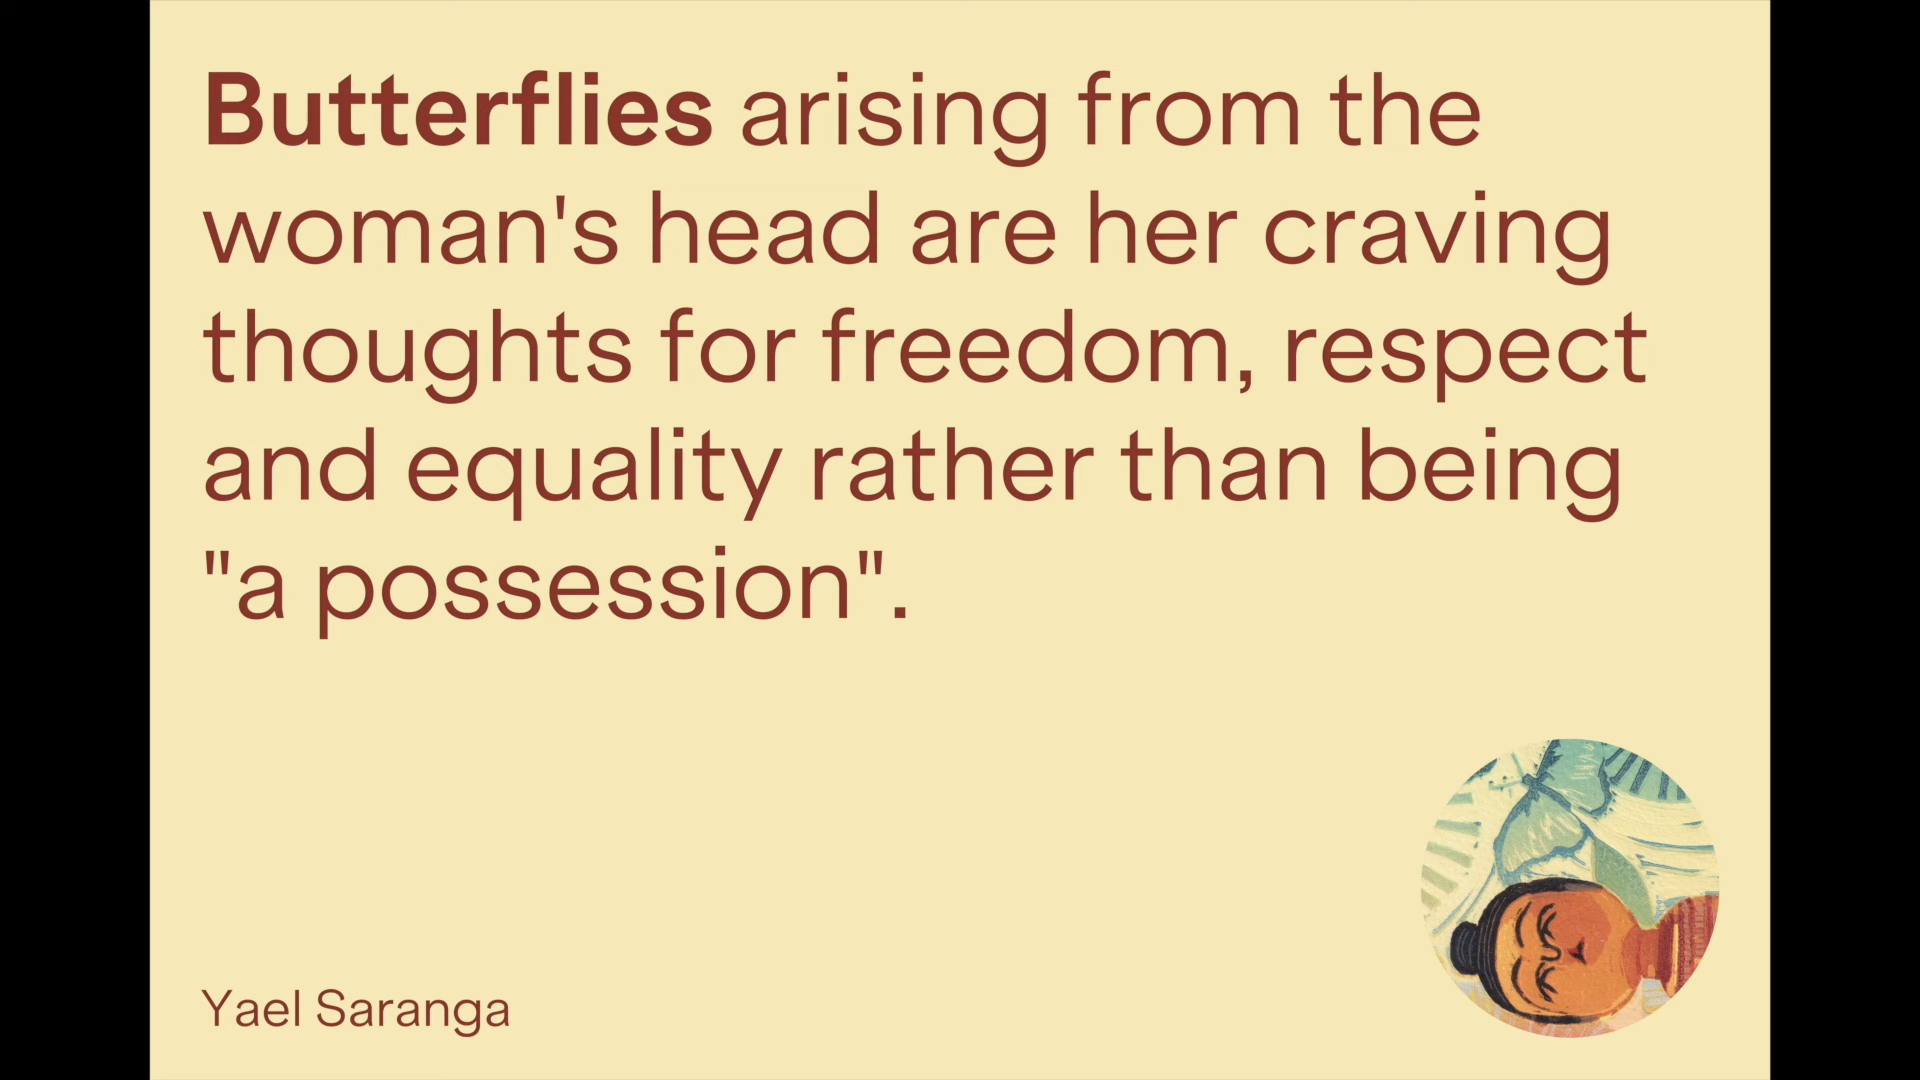 Butterflies arising from the
woman's head are her craving
thoughts for freedom, respect
and equality rather than being
"a possession".
Yael Saranga